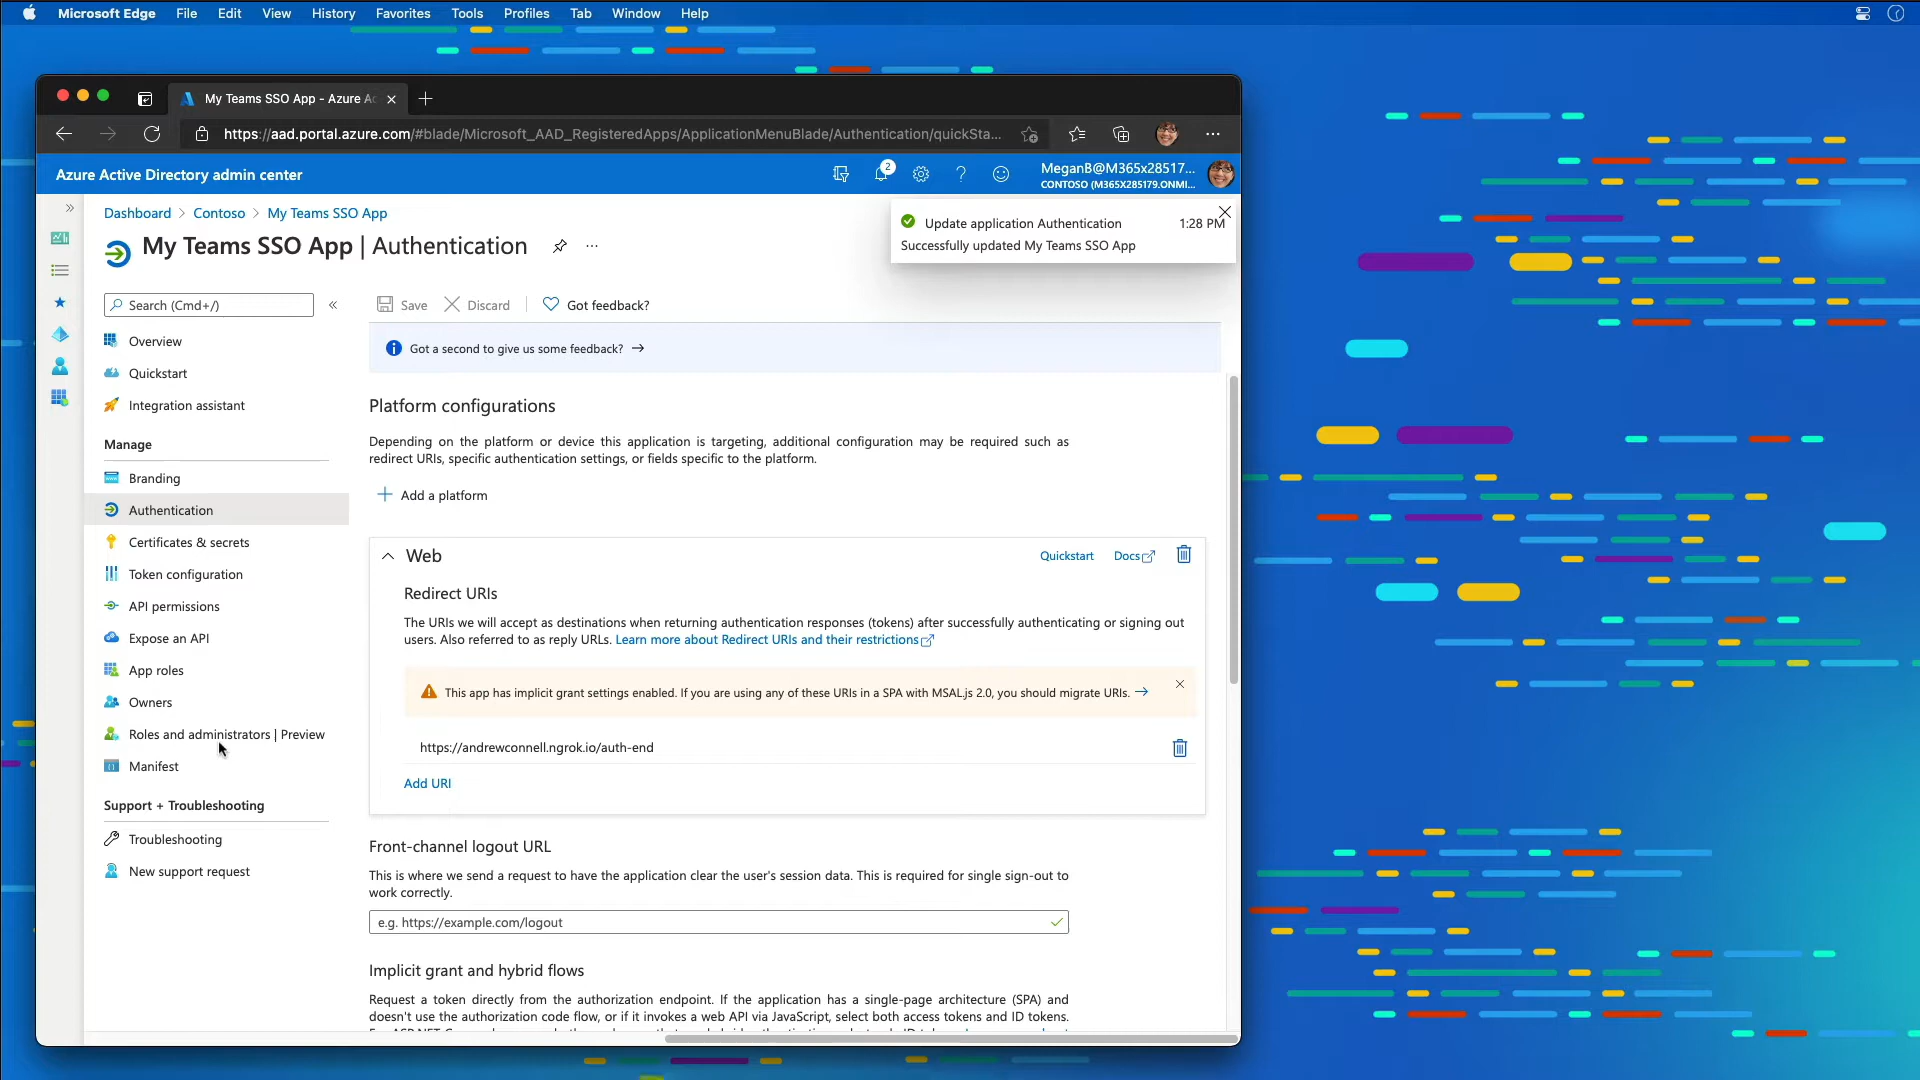 Microsoft Edge File Edit View History Favorites Tools Profiles Tab Window Help
My Teams SSO App - Azure Ac
https://aad.portal.azure.com/#blade/Microsoft_AAD_RegisteredApps/ApplicationMenuBlade/Authentication/quickSta...
Azure Active Directory admin center
2
MeganB@M365x28517...
CONTOSO (M365X285179.ONMI...
Dashboard > Contoso > My Teams SSO App
My Teams SSO App | Authentication
Update application Authentication 1:28 PM
Successfully updated My Teams SSO App
Search (Cmd+/)
Save Discard Got feedback?
Got a second to give us some feedback?
Overview
Quickstart
Integration assistant
Manage
Branding
Authentication
Certificates & secrets
Token configuration
API permissions
Expose an API
App roles
Owners
Roles and administrators | Preview
Manifest
Support + Troubleshooting
Troubleshooting
New support request
Platform configurations
Depending on the platform or device this application is targeting, additional configuration may be required such as
redirect URIs, specific authentication settings, or fields specific to the platform.
Add a platform
Web
Quickstart Docs
Redirect URIs
The URIs we will accept as destinations when returning authentication responses (tokens) after successfully authenticating or signing out
users. Also referred to as reply URLs. Learn more about Redirect URIs and their restrictions
This app has implicit grant settings enabled. If you are using any of these URIs in a SPA with MSAL.js 2.0, you should migrate URIs.
https://andrewconnell.ngrok.io/auth-end
Add URI
Front-channel logout URL
This is where we send a request to have the application clear the user's session data. This is required for single sign-out to
work correctly.
e.g. https://example.com/logout
Implicit grant and hybrid flows
Request a token directly from the authorization endpoint. If the application has a single-page architecture (SPA) and
doesn't use the authorization code flow, or if it invokes a web API via JavaScript, select both access tokens and ID tokens.